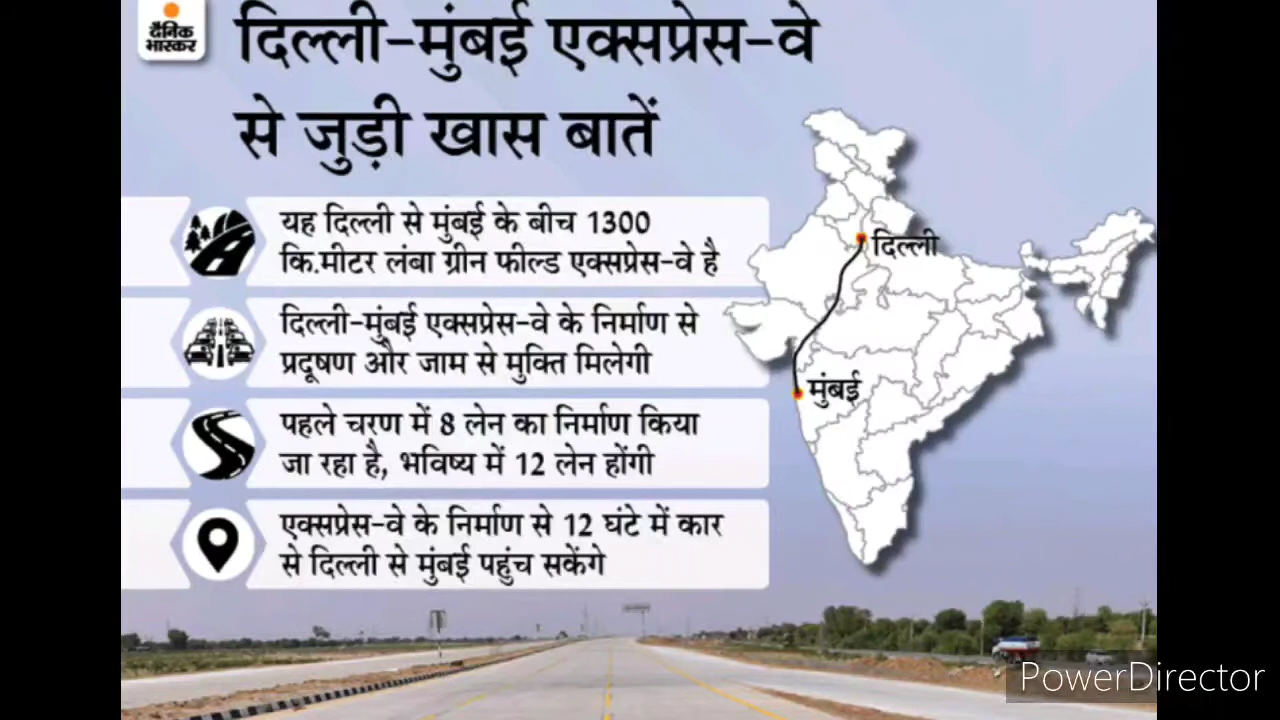 दैनिक
भास्कर
दिल्ली-मुंबई एक्सप्रेस-वे
से जुड़ी खास बातें
यह दिल्ली से मुंबई के बीच 1300
कि.मीटर लंबा ग्रीन फील्ड एक्सप्रेस-वे है
दिल्ली-मुंबई एक्सप्रेस-वे के निर्माण से
प्रदूषण और जाम से मुक्ति मिलेगी
पहले चरण में 8 लेन का निर्माण किया
जा रहा है, भविष्य में 12 लेन होंगी
एक्सप्रेस-वे के निर्माण से 12 घंटे में कार
से दिल्ली से मुंबई पहुंच सकेंगे
दिल्ली
मुंबई
PowerDirector